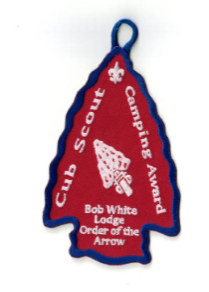 Cub Scout
Camping Award
Bob White
Lodge
Order of the
Arrow